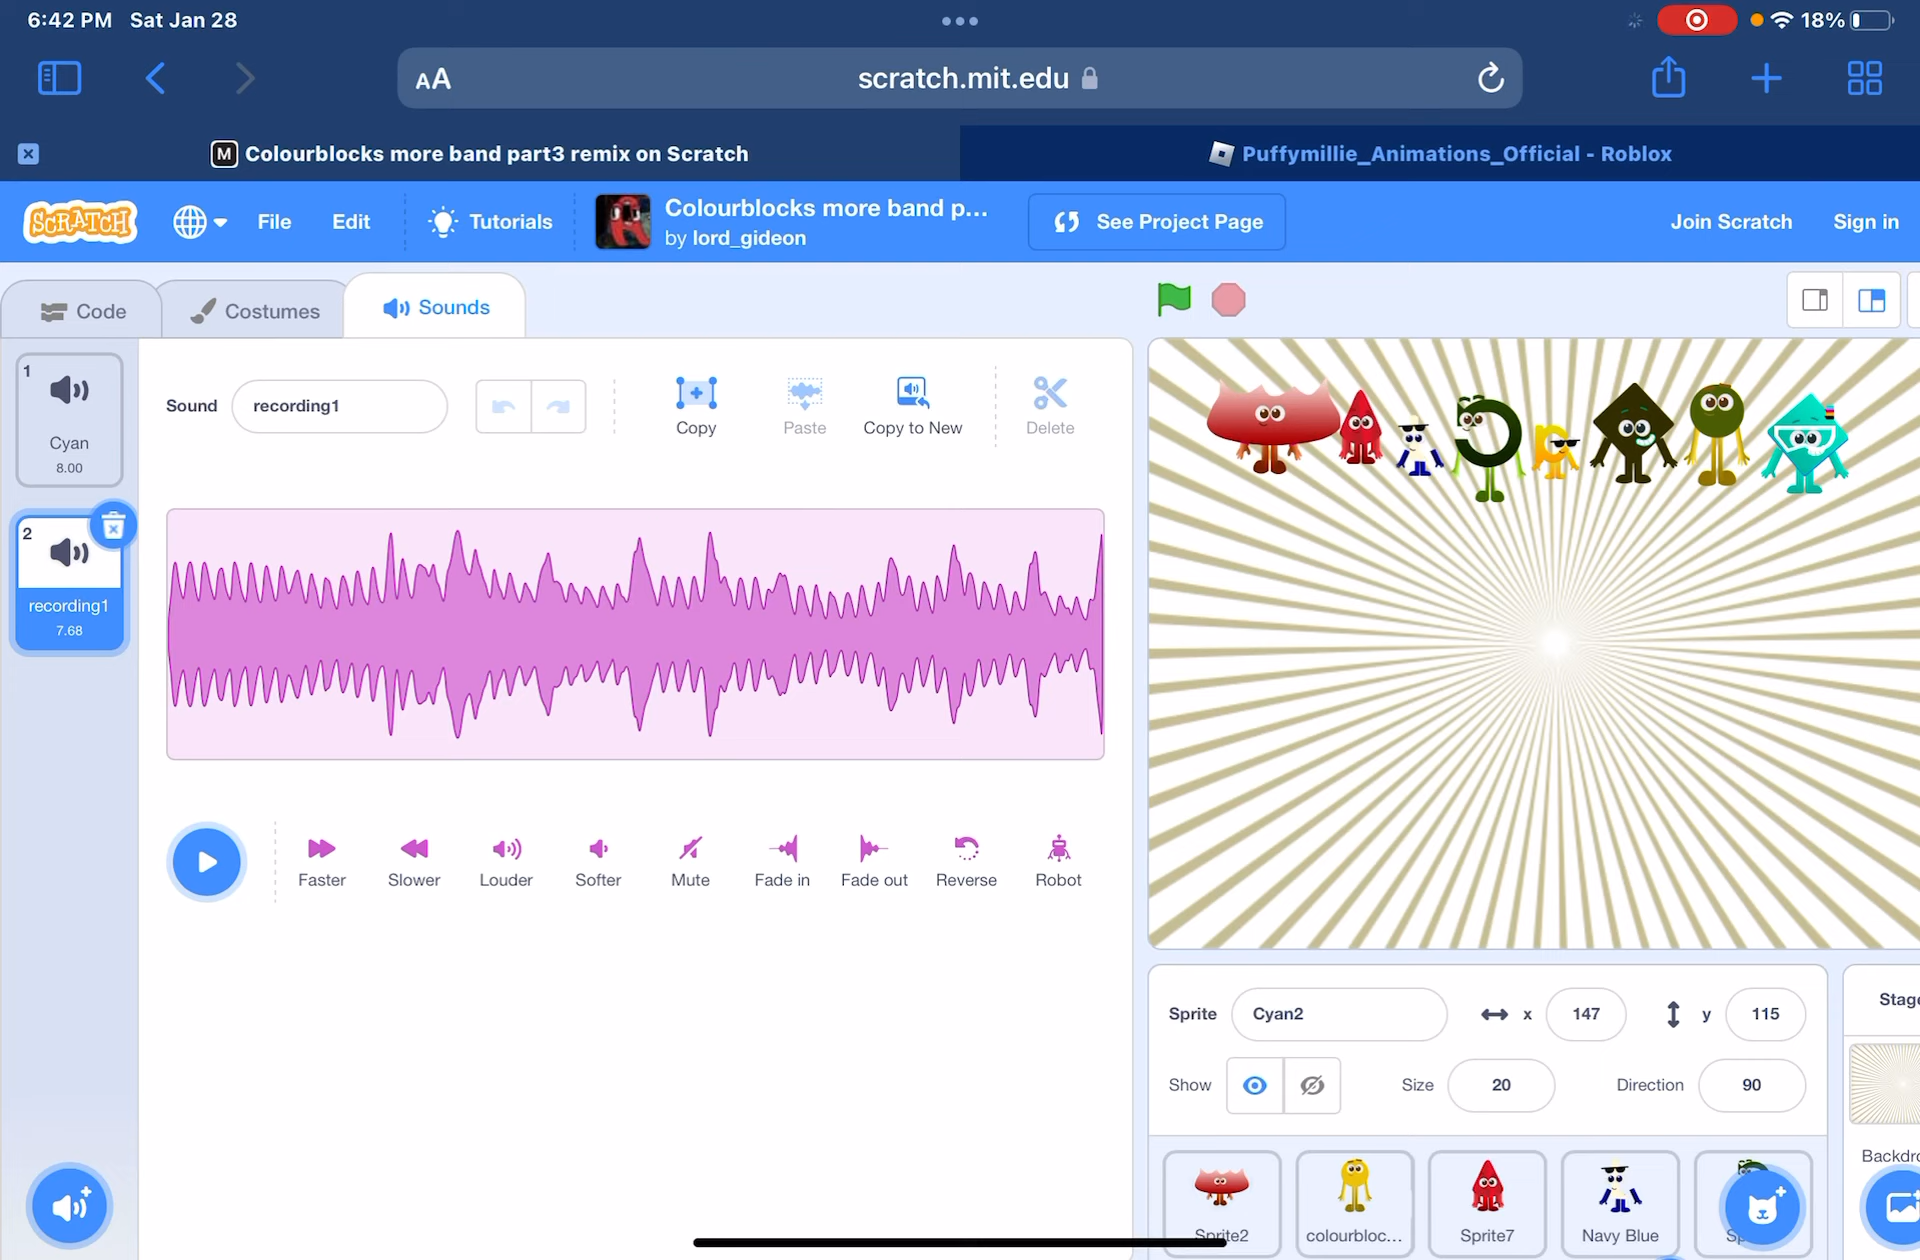 6:42 PM Sat Jan 28
18%
AA
scratch.mit.edu
M Colourblocks more band part3 remix on Scratch
Puffymillie_Animations_Official - Roblox
SCRATCH
File
Edit
Tutorials
Colourblocks more band p...
by lord_gideon
See Project Page
Join Scratch
Sign in
Code
Costumes
Sounds
1
Cyan
8.00
2
recording1
7.68
Sound
recording1
Copy
Paste
Copy to New
Delete
Faster
Slower
Louder
Softer
Mute
Fade in
Fade out
Reverse
Robot
Sprite
Cyan2
x
147
y
115
Show
Size
20
Direction
90
Stage
Backdro
Sprite2
colourbloc...
Sprite7
Navy Blue